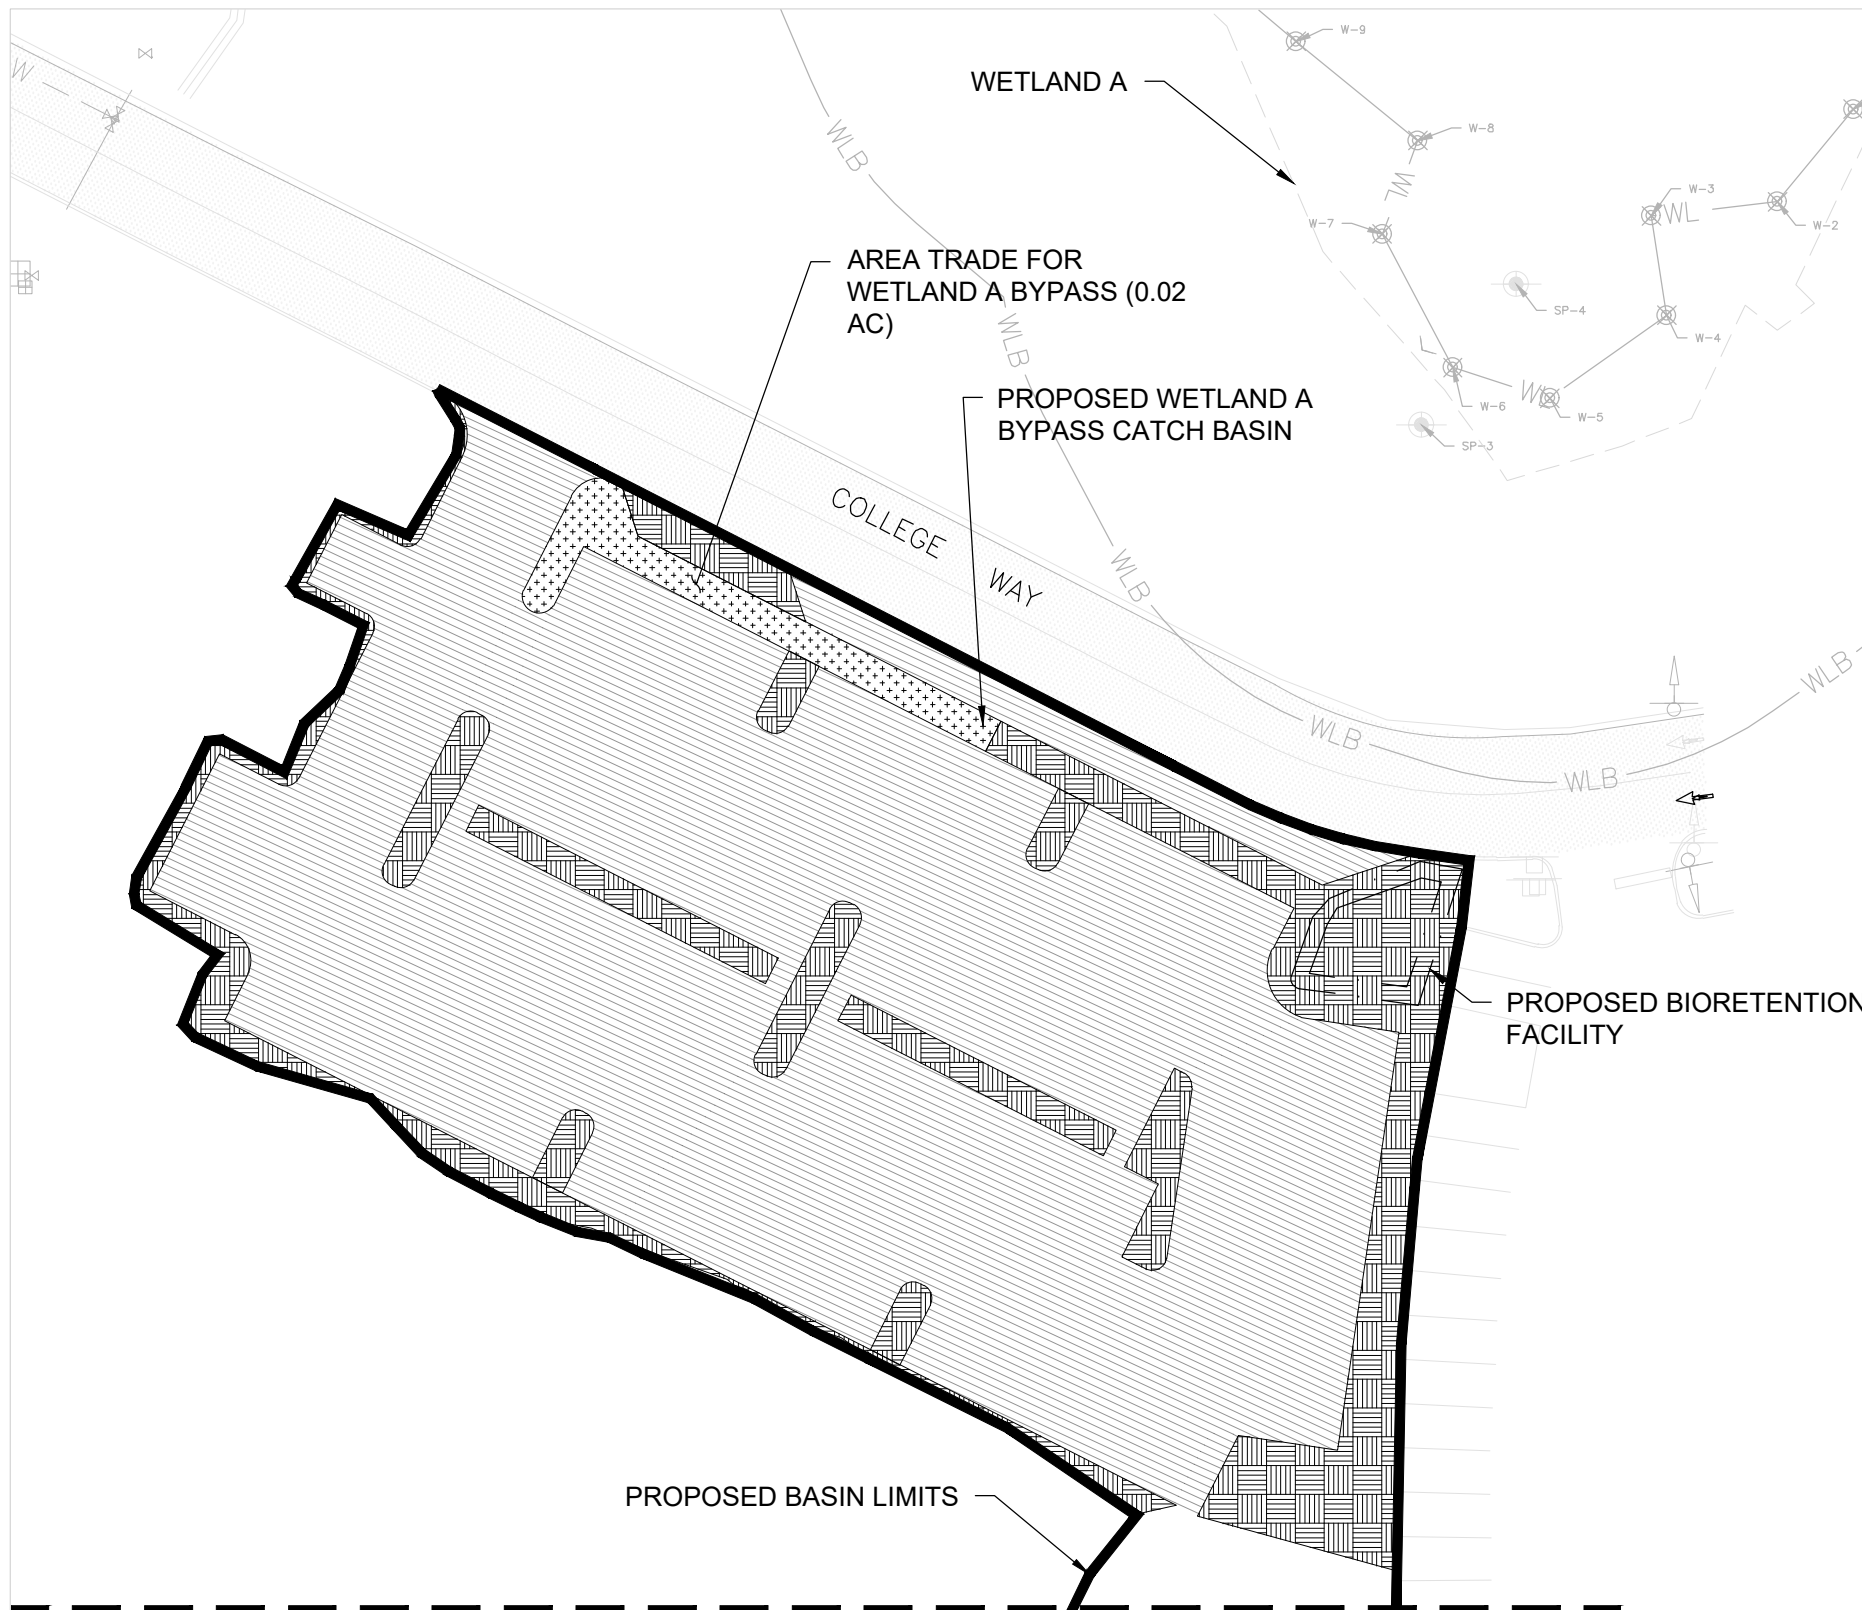 W-9
WETLAND A
W
WLB
W-8
WL
W-3
WL
W-2
W-7
AREA TRADE FOR
WETLAND A BYPASS (0.02
AC)
SP-4
WLB
W-4
L
WL
W-6
W-5
PROPOSED WETLAND A
BYPASS CATCH BASIN
SP-3
COLLEGE WAY
WLB
WLB
WLB
WLB
PROPOSED BIORETENTION
FACILITY
PROPOSED BASIN LIMITS